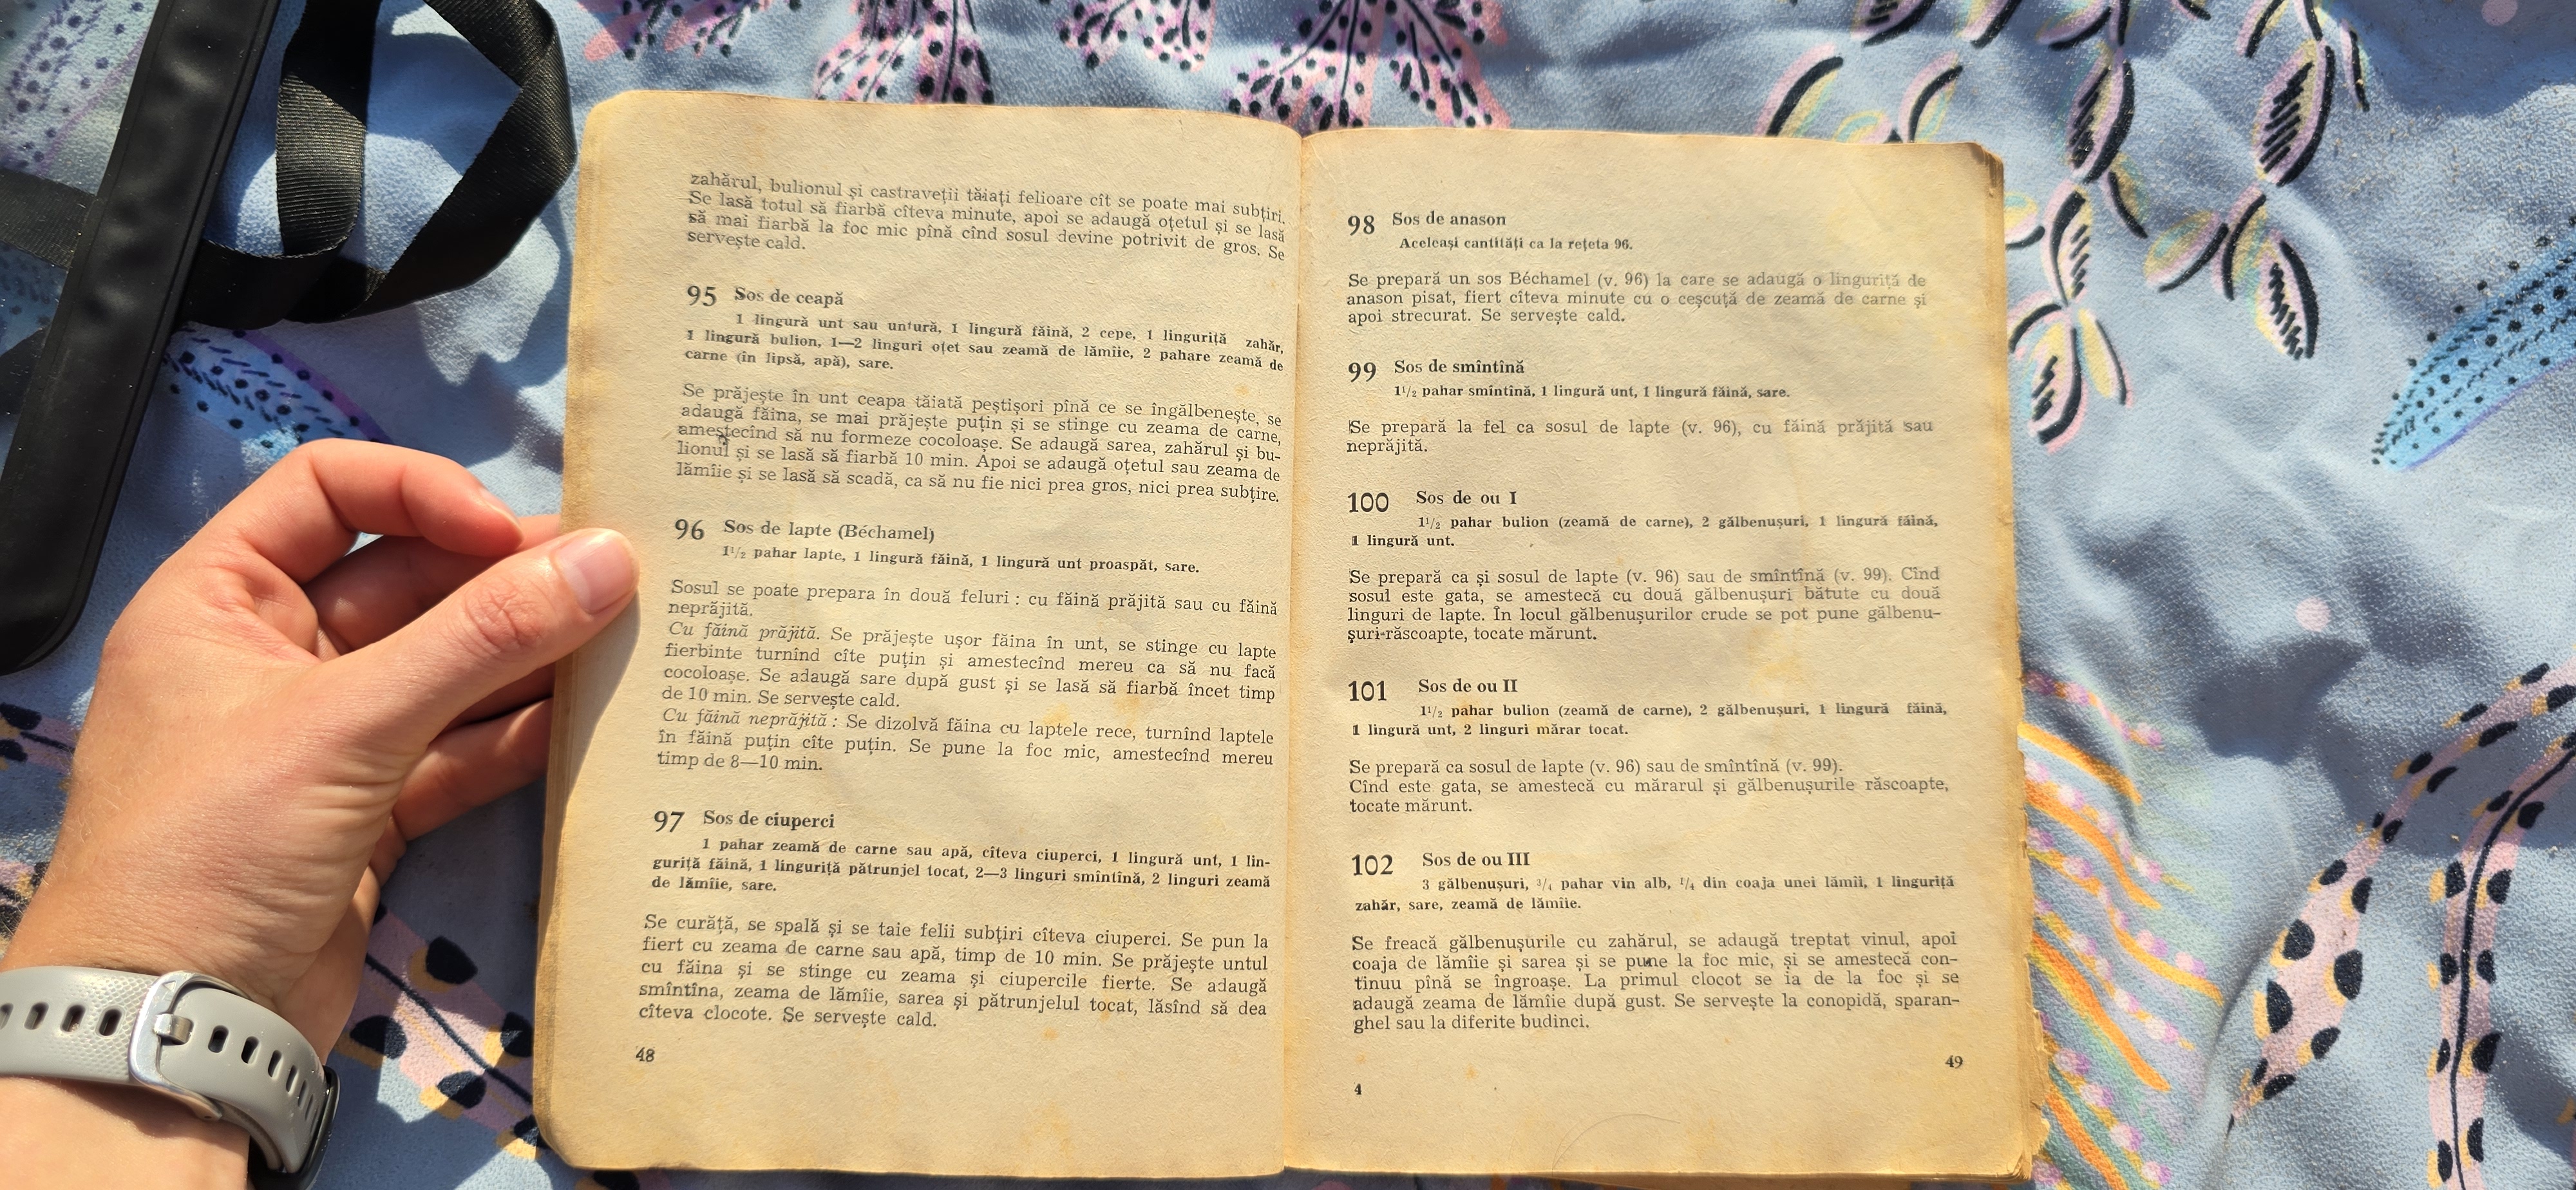 zahărul, bulionul și castraveții tăiați felioare cît se poate mai subțiri.
Se lasă totul să fiarbă cîteva minute, apoi se adaugă oțetul și se lasă
să mai fiarbă la foc mic pînă cînd sosul devine potrivit de gros. Se
servește cald.
95 Sos de ceapă
1 lingură unt sau untură, 1 lingură făină, 2 cepe, 1 linguriță zahăr,
1 lingură bulion, 1—2 linguri oțet sau zeamă de lămîie, 2 pahare zeamă de
carne (în lipsă, apă), sare.
Se prăjește în unt ceapa tăiată peștișori pînă ce se îngălbenește, se
adaugă făina, se mai prăjește puțin și se stinge cu zeama de carne,
amestecînd să nu formeze cocoloașe. Se adaugă sarea, zahărul și bu-
lionul și se lasă să fiarbă 10 min. Apoi se adaugă oțetul sau zeama de
lămîie și se lasă să scadă, ca să nu fie nici prea gros, nici prea subțire.
96 Sos de lapte (Béchamel)
1 1/2 pahar lapte, 1 lingură făină, 1 lingură unt proaspăt, sare.
Sosul se poate prepara în două feluri : cu făină prăjită sau cu făină
neprăjită.
Cu făină prăjită. Se prăjește ușor făina în unt, se stinge cu lapte
fierbinte turnînd cîte puțin și amestecînd mereu ca să nu facă
cocoloașe. Se adaugă sare după gust și se lasă să fiarbă încet timp
de 10 min. Se servește cald.
Cu făină neprăjită : Se dizolvă făina cu laptele rece, turnînd laptele
în făină puțin cîte puțin. Se pune la foc mic, amestecînd mereu
timp de 8—10 min.
97 Sos de ciuperci
1 pahar zeamă de carne sau apă, cîteva ciuperci, 1 lingură unt, 1 lin-
guriță făină, 1 linguriță pătrunjel tocat, 2—3 linguri smîntînă, 2 linguri zeamă
de lămîie, sare.
Se curăță, se spală și se taie felii subțiri cîteva ciuperci. Se pun la
fiert cu zeama de carne sau apă, timp de 10 min. Se prăjește untul
cu făina și se stinge cu zeama și ciupercile fierte. Se adaugă
smîntîna, zeama de lămîie, sarea și pătrunjelul tocat, lăsînd să dea
cîteva clocote. Se servește cald.
48
98 Sos de anason
Aceleași cantități ca la rețeta 96.
Se prepară un sos Béchamel (v. 96) la care se adaugă o linguriță de
anason pisat, fiert cîteva minute cu o ceșcuță de zeamă de carne și
apoi strecurat. Se servește cald.
99 Sos de smîntînă
1 1/2 pahar smîntînă, 1 lingură unt, 1 lingură făină, sare.
Se prepară la fel ca sosul de lapte (v. 96), cu făină prăjită sau
neprăjită.
100 Sos de ou I
1 1/2 pahar bulion (zeamă de carne), 2 gălbenușuri, 1 lingură făină,
1 lingură unt.
Se prepară ca și sosul de lapte (v. 96) sau de smîntînă (v. 99). Cînd
sosul este gata, se amestecă cu două gălbenușuri bătute cu două
linguri de lapte. În locul gălbenușurilor crude se pot pune gălbenu-
șuri-răscoapte, tocate mărunt.
101 Sos de ou II
1 1/2 pahar bulion (zeamă de carne), 2 gălbenușuri, 1 lingură făină,
1 lingură unt, 2 linguri mărar tocat.
Se prepară ca sosul de lapte (v. 96) sau de smîntînă (v. 99).
Cînd este gata, se amestecă cu mărarul și gălbenușurile răscoapte,
tocate mărunt.
102 Sos de ou III
3 gălbenușuri, 3/4 pahar vin alb, 1/4 din coaja unei lămîi, 1 linguriță
zahăr, sare, zeamă de lămîie.
Se freacă gălbenușurile cu zahărul, se adaugă treptat vinul, apoi
coaja de lămîie și sarea și se pune la foc mic, și se amestecă con-
tinuu pînă se îngroașe. La primul clocot se ia de la foc și se
adaugă zeama de lămîie după gust. Se servește la conopidă, sparan-
ghel sau la diferite budinci.
49
4